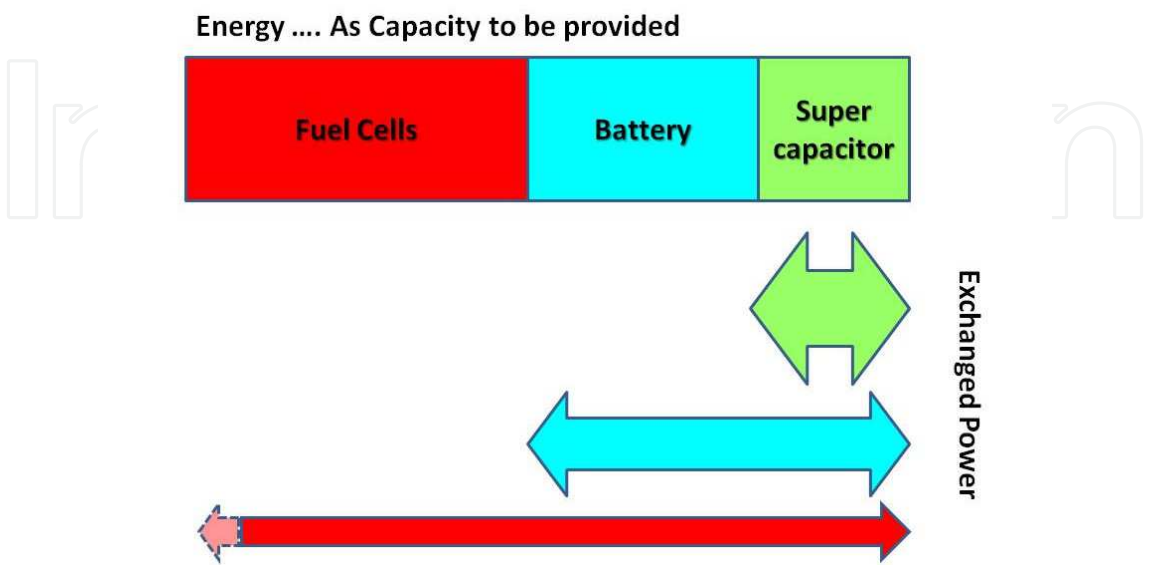 Energy .... As Capacity to be provided
Fuel Cells
Battery
Super
capacitor
Exchanged Power